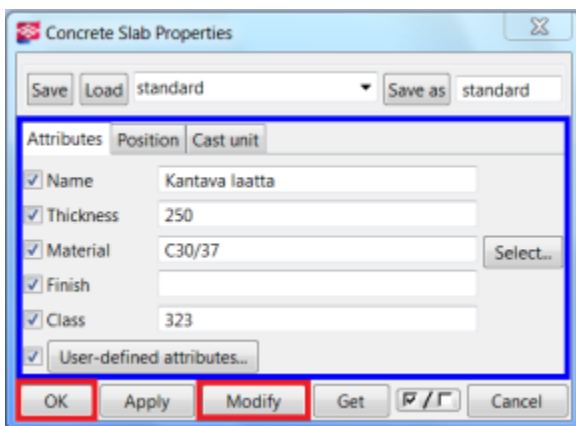 Concrete Slab Properties
Save Load standard Save as standard
Attributes Position Cast unit
Name Kantava laatta
Thickness 250
Material C30/37 Select...
Finish
Class 323
User-defined attributes...
OK Apply Modify Get / Cancel